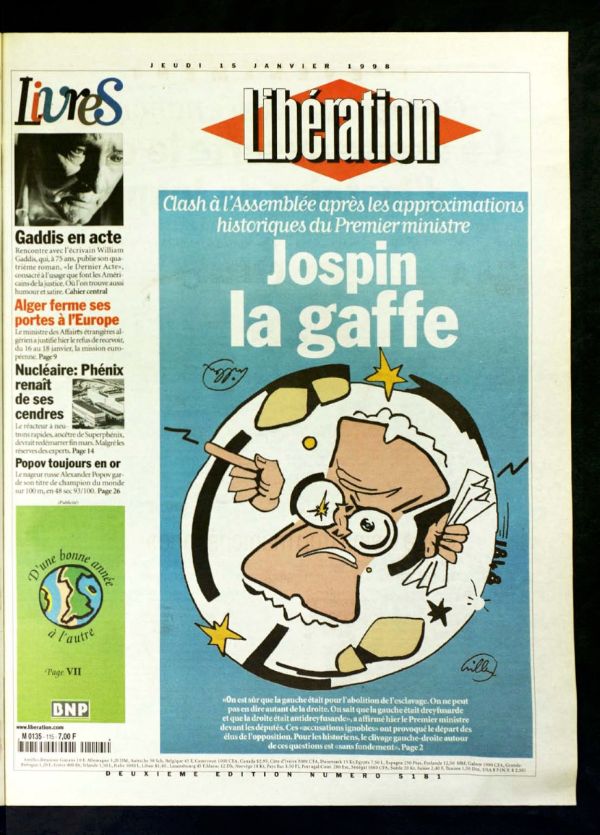 JEUDI 15 JANVIER 1998
Livres
Libération
Clash à l'Assemblée après les approximations
historiques du Premier ministre
Jospin
la gaffe
Gaddis en acte
Rencontre avec l'écrivain William
Gaddis, qui, à 75 ans, publie son qua-
trième roman, «le Dernier Acte»,
consacré à l'usage que font les Améri-
cains de la justice. Où l'on trouve aussi
humour et satire. Cahier central
Alger ferme ses
portes à l'Europe
Le ministre des Affaires étrangères al-
gérien a justifié hier le refus de recevoir,
du 16 au 18 janvier, la mission euro-
péenne. Page 9
Nucléaire: Phénix
renaît
de ses
cendres
Le réacteur à neu-
trons rapides, ancêtre de Superphénix,
devrait redémarrer fin mars. Malgré les
réserves des experts. Page 14
Popov toujours en or
Le nageur russe Alexander Popov gar-
de son titre de champion du monde
sur 100 m, en 48 sec 93/100. Page 26
(Publicité)
D'une bonne année
à l'autre
Page VII
BNP
www.liberation.com
M 0135 - 115 - 7,00 F
Willem
1848
Willem
«On est sûr que la gauche était pour l'abolition de l'esclavage. On ne peut
pas en dire autant de la droite. On sait que la gauche était dreyfusarde
et que la droite était antidreyfusarde», a affirmé hier le Premier ministre
devant les députés. Ces «accusations ignobles» ont provoqué le départ des
élus de l'opposition. Pour les historiens, le clivage gauche-droite autour
de ces questions est «sans fondement». Page 2
DEUXIEME EDITION NUMERO 5181